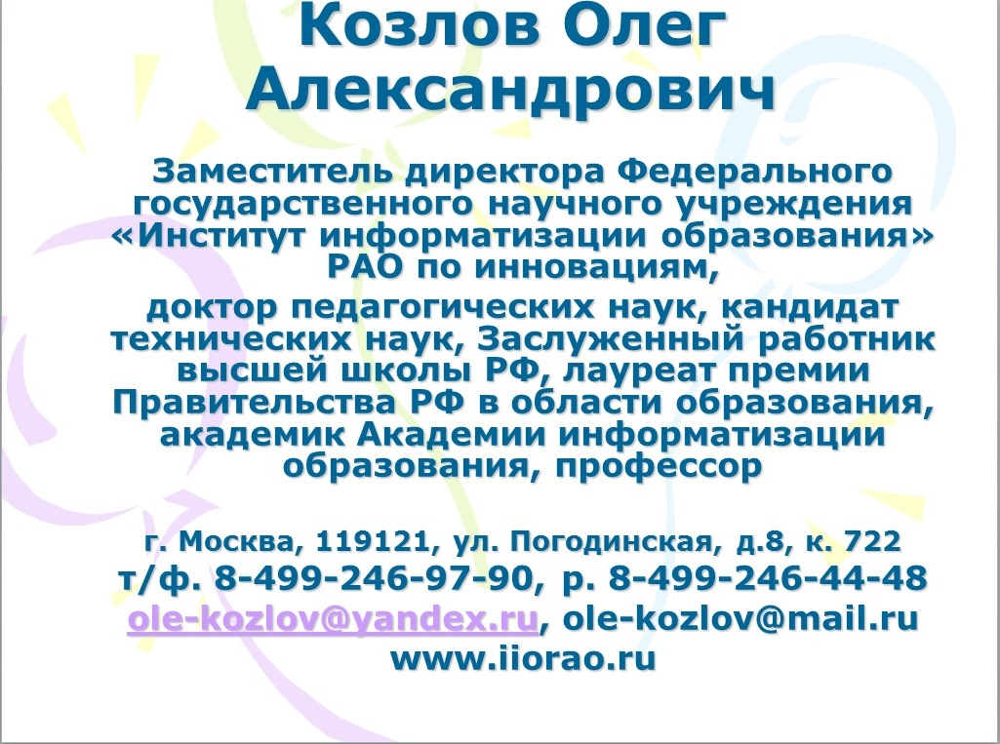 Козлов Олег
Александрович
Заместитель директора Федерального
государственного научного учреждения
«Институт информатизации образования»
РАО по инновациям,
доктор педагогических наук, кандидат
технических наук, Заслуженный работник
высшей школы РФ, лауреат премии
Правительства РФ в области образования,
академик Академии информатизации
образования, профессор
г. Москва, 119121, ул. Погодинская, д.8, к. 722
т/ф. 8-499-246-97-90, р. 8-499-246-44-48
ole-kozlov@yandex.ru, ole-kozlov@mail.ru
www.iiorao.ru